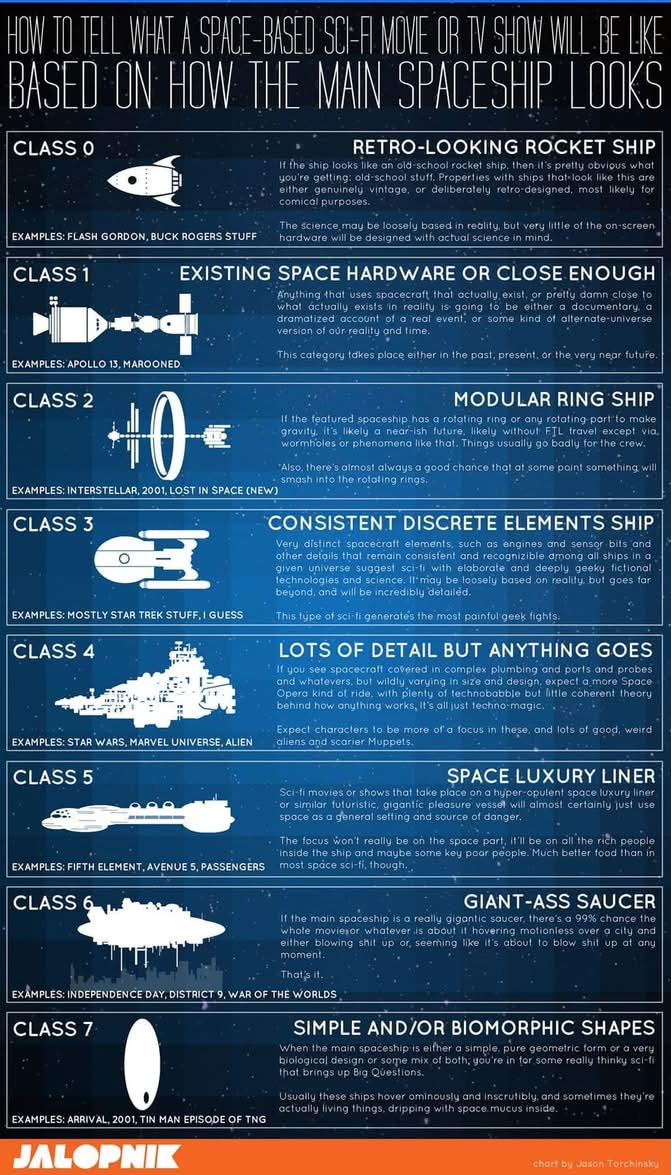 HOW TO TELL WHAT A SPACE-BASED SCI-FI MOVIE OR TV SHOW WILL BE LIKE
BASED ON HOW THE MAIN SPACESHIP LOOKS
CLASS 0
RETRO-LOOKING ROCKET SHIP
If the ship looks like an old-school rocket ship, then it's pretty obvious what
you're getting: old-school stuff. Properties with ships that look like this are
either genuinely vintage, or deliberately retro-designed, most likely for
comical purposes.
The science may be loosely based in reality, but very little of the on-screen
hardware will be designed with actual science in mind.
EXAMPLES: FLASH GORDON, BUCK ROGERS STUFF
CLASS 1
EXISTING SPACE HARDWARE OR CLOSE ENOUGH
Anything that uses spacecraft that actually exist, or pretty damn close to
what actually exists in reality is going to be either a documentary, a
dramatized account of a real event, or some kind of alternate-universe
version of our reality and time.
This category takes place either in the past, present, or the very near future.
EXAMPLES: APOLLO 13, MAROONED
CLASS 2
MODULAR RING SHIP
If the featured spaceship has a rotating ring or any rotating part to make
gravity, it's likely a near-ish future, likely without FTL travel except via
wormholes or phenomena like that. Things usually go badly for the crew.
Also, there's almost always a good chance that at some point something will
smash into the rotating rings.
EXAMPLES: INTERSTELLAR, 2001, LOST IN SPACE (NEW)
CLASS 3
CONSISTENT DISCRETE ELEMENTS SHIP
Very distinct spacecraft elements, such as engines and sensor bits and
other details that remain consistent and recognizible among all ships in a
given universe suggest sci-fi with elaborate and deeply geeky fictional
technologies and science. It may be loosely based on reality, but goes far
beyond, and will be incredibly detailed.
This type of sci-fi generates the most painful geek fights.
EXAMPLES: MOSTLY STAR TREK STUFF, I GUESS
CLASS 4
LOTS OF DETAIL BUT ANYTHING GOES
If you see spacecraft covered in complex plumbing and ports and probes
and whatevers, but wildly varying in size and design, expect a more Space
Opera kind of ride, with plenty of technobabble but little coherent theory
behind how anything works. It's all just techno-magic.
Expect characters to be more of a focus in these, and lots of good, weird
aliens and scarier Muppets.
EXAMPLES: STAR WARS, MARVEL UNIVERSE, ALIEN
CLASS 5
SPACE LUXURY LINER
Sci-fi movies or shows that take place on a hyper-opulent space luxury liner
or similar futuristic, gigantic pleasure vessel will almost certainly just use
space as a general setting and source of danger.
The focus won't really be on the space part, it'll be on all the rich people
inside the ship and maybe some key poor people. Much better food than in
most space sci-fi, though.
EXAMPLES: FIFTH ELEMENT, AVENUE 5, PASSENGERS
CLASS 6
GIANT-ASS SAUCER
If the main spaceship is a really gigantic saucer, there's a 99% chance the
whole movie or whatever is about it hovering motionless over a city and
either blowing shit up or seeming like it's about to blow shit up at any
moment.
That's it.
EXAMPLES: INDEPENDENCE DAY, DISTRICT 9, WAR OF THE WORLDS
CLASS 7
SIMPLE AND/OR BIOMORPHIC SHAPES
When the main spaceship is either a simple, pure geometric form or a very
biological design or some mix of both, you're in for some really thinky sci-fi
that brings up Big Questions.
Usually these ships hover ominously and inscrutibly, and sometimes they're
actually living things, dripping with space mucus inside.
EXAMPLES: ARRIVAL, 2001, TIN MAN EPISODE OF TNG
JALOPNIK
chart by Jason Torchinsky